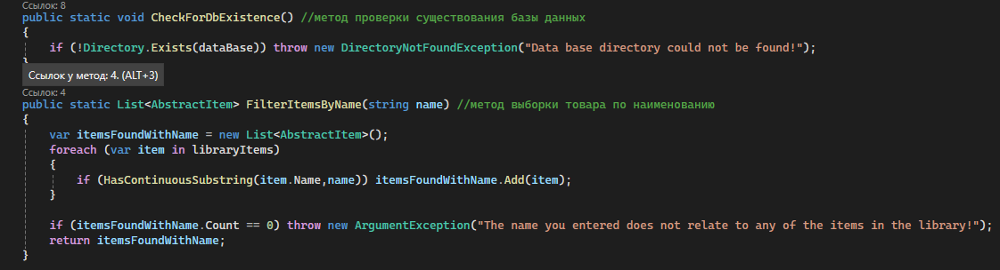 Ссылок: 8
public static void CheckForDbExistence() //метод проверки существования базы данных
{
if (!Directory.Exists(dataBase)) throw new DirectoryNotFoundException("Data base directory could not be found!");
}
Ссылок у метод: 4. (ALT+3)
Ссылок: 4
public static List<AbstractItem> FilterItemsByName(string name) //метод выборки товара по наименованию
{
var itemsFoundWithName = new List<AbstractItem>();
foreach (var item in libraryItems)
{
if (HasContinuousSubstring(item.Name,name)) itemsFoundWithName.Add(item);
}
if (itemsFoundWithName.Count == 0) throw new ArgumentException("The name you entered does not relate to any of the items in the library!");
return itemsFoundWithName;
}